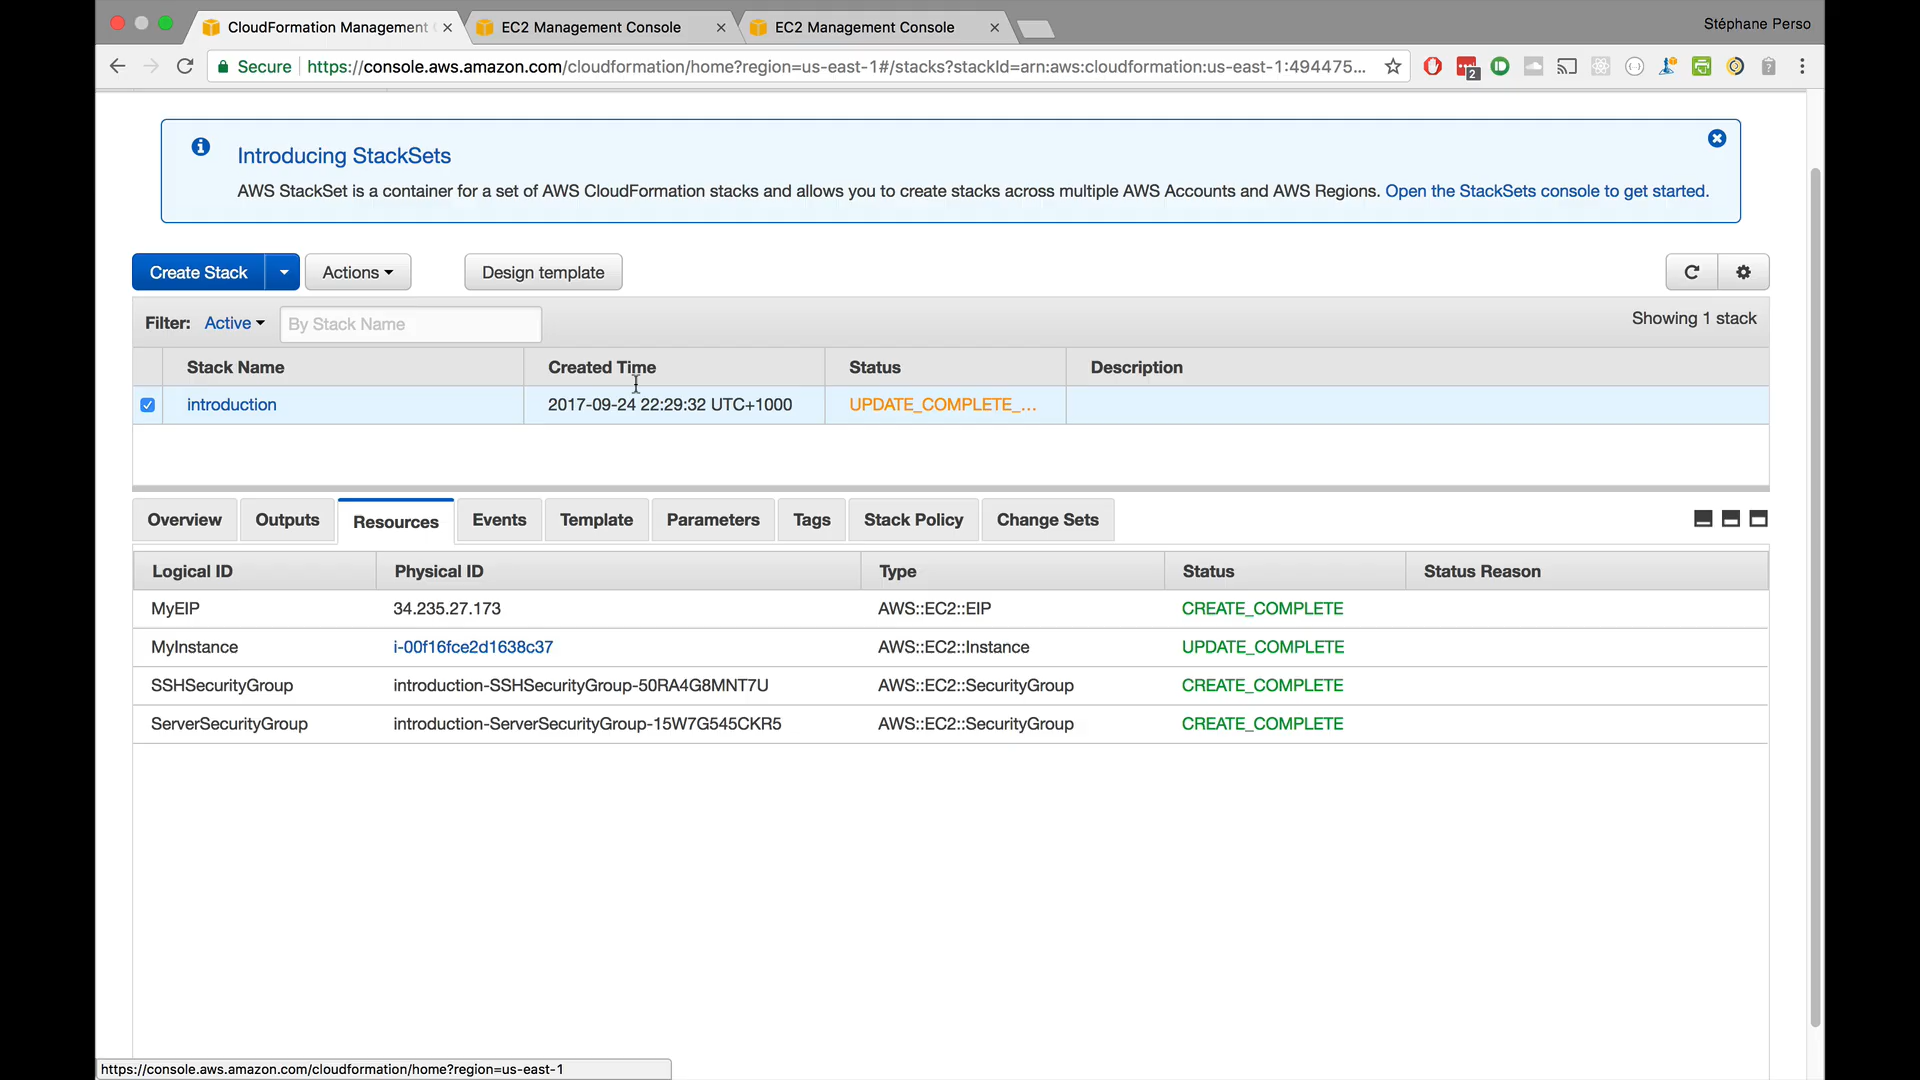 CloudFormation Management
EC2 Management Console
EC2 Management Console
Stéphane Perso
Secure
https://console.aws.amazon.com/cloudformation/home?region=us-east-1#/stacks?stackId=arn:aws:cloudformation:us-east-1:494475...
2
Introducing StackSets
AWS StackSet is a container for a set of AWS CloudFormation stacks and allows you to create stacks across multiple AWS Accounts and AWS Regions. Open the StackSets console to get started.
Create Stack
Actions
Design template
Filter: Active
By Stack Name
Showing 1 stack
Stack Name Created Time Status Description
introduction 2017-09-24 22:29:32 UTC+1000 UPDATE_COMPLETE_...
Overview Outputs Resources Events Template Parameters Tags Stack Policy Change Sets
Logical ID Physical ID Type Status Status Reason
MyEIP 34.235.27.173 AWS::EC2::EIP CREATE_COMPLETE
MyInstance i-00f16fce2d1638c37 AWS::EC2::Instance UPDATE_COMPLETE
SSHSecurityGroup introduction-SSHSecurityGroup-50RA4G8MNT7U AWS::EC2::SecurityGroup CREATE_COMPLETE
ServerSecurityGroup introduction-ServerSecurityGroup-15W7G545CKR5 AWS::EC2::SecurityGroup CREATE_COMPLETE
https://console.aws.amazon.com/cloudformation/home?region=us-east-1